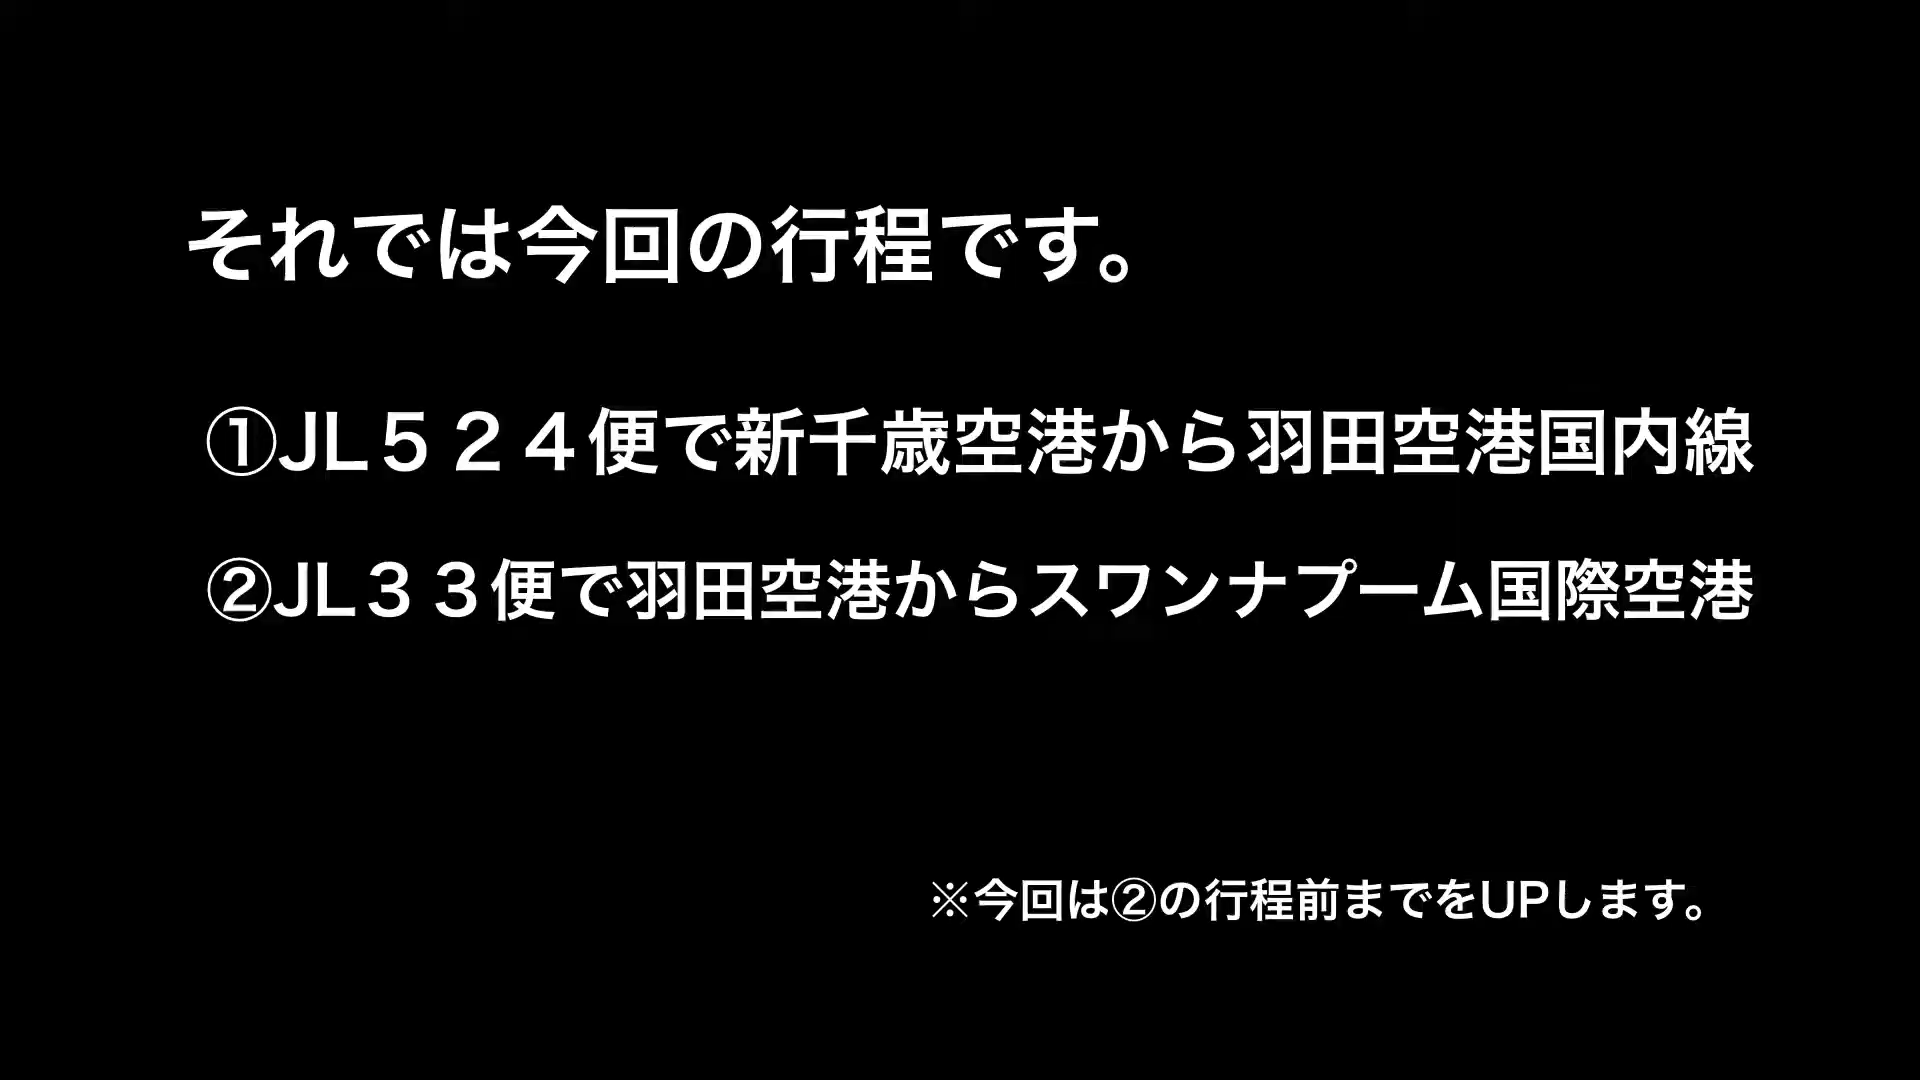 それでは今回の行程です。
①JL５２４便で新千歳空港から羽田空港国内線
②JL３３便で羽田空港からスワンナプーム国際空港
※今回は②の行程前までをUPします。